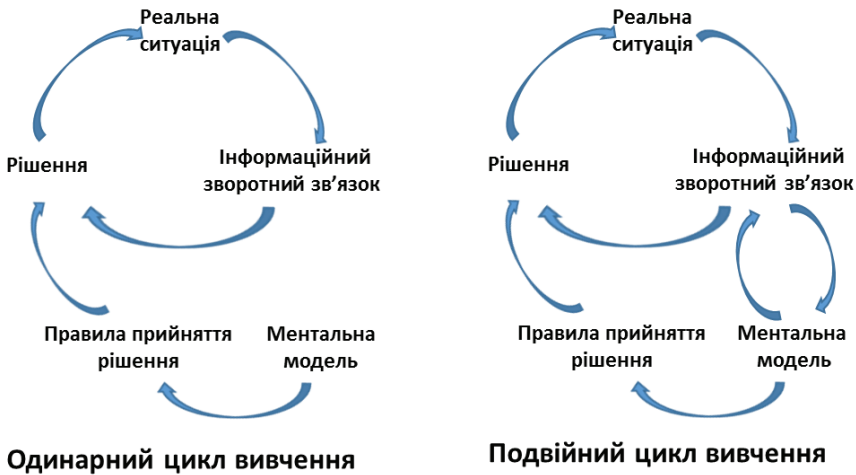 Реальна
ситуація
Рішення
Інформаційний
зворотний зв’язок
Правила прийняття
рішення
Ментальна
модель
Одинарний цикл вивчення
Реальна
ситуація
Рішення
Інформаційний
зворотний зв’язок
Правила прийняття
рішення
Ментальна
модель
Подвійний цикл вивчення